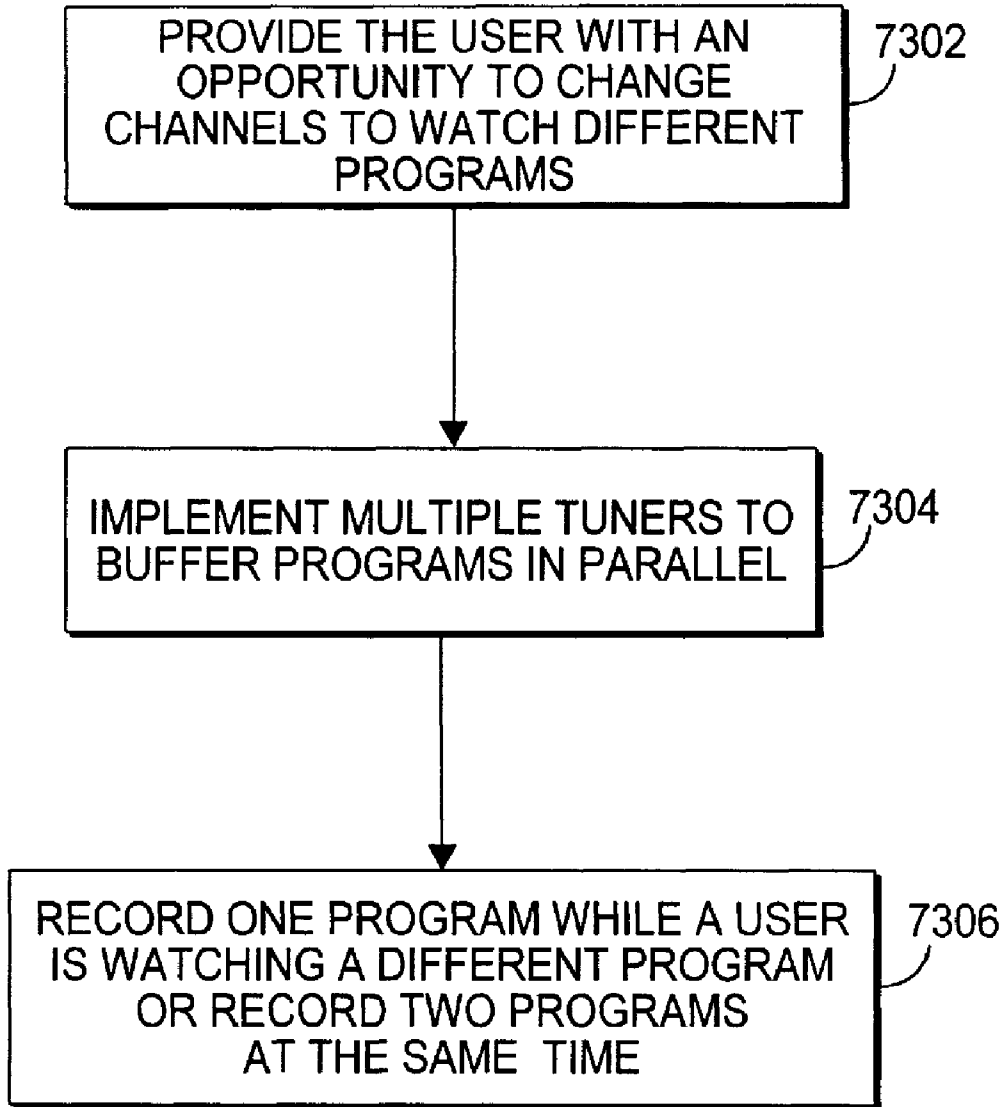 PROVIDE THE USER WITH AN
OPPORTUNITY TO CHANGE
CHANNELS TO WATCH DIFFERENT
PROGRAMS
7302
IMPLEMENT MULTIPLE TUNERS TO
BUFFER PROGRAMS IN PARALLEL
7304
RECORD ONE PROGRAM WHILE A USER
IS WATCHING A DIFFERENT PROGRAM
OR RECORD TWO PROGRAMS
AT THE SAME TIME
7306